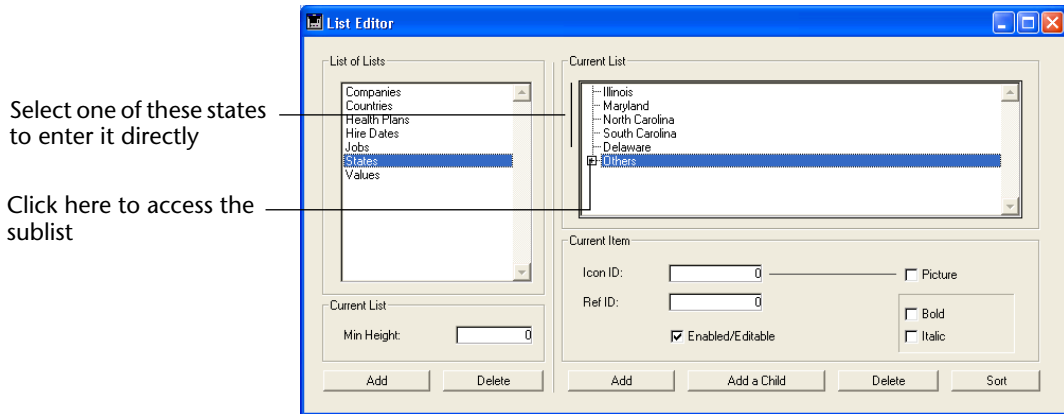 List Editor
List of Lists
Companies
Countries
Health Plans
Hire Dates
Jobs
States
Values
Current List
Illinois
Maryland
North Carolina
South Carolina
Delaware
Others
Select one of these states
to enter it directly
Click here to access the
sublist
Current List
Min Height: 0
Add Delete
Current Item
Icon ID: 0 Picture
Ref ID: 0
Bold
Enabled/Editable Italic
Add Add a Child Delete Sort